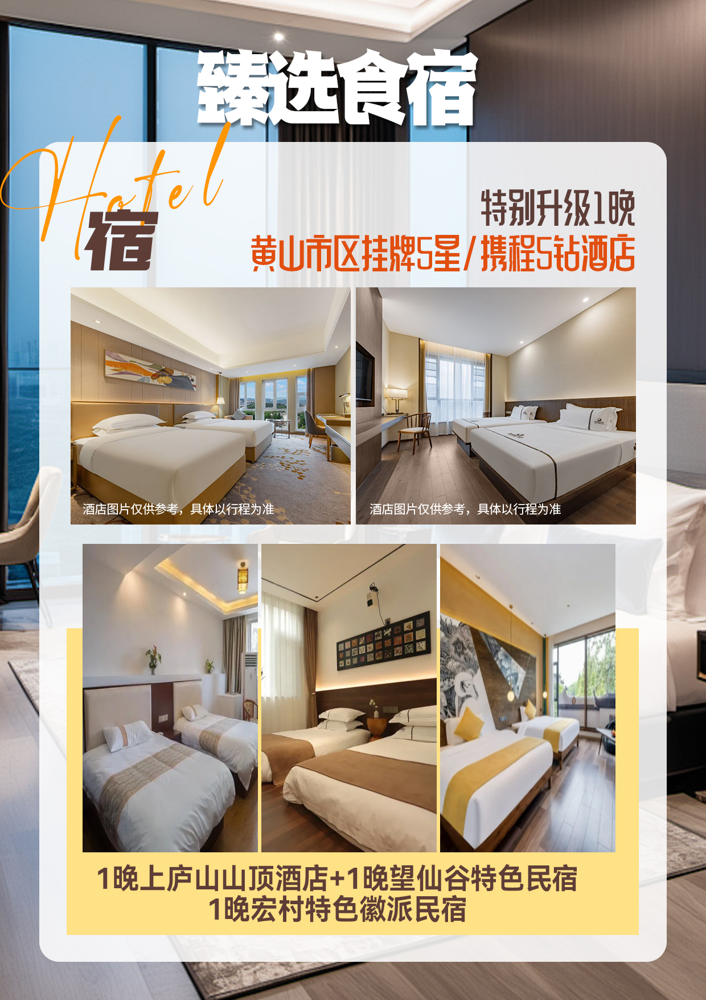 臻选食宿
Hotel
宿
特别升级1晚
黄山市区挂牌5星/携程5钻酒店
酒店图片仅供参考，具体以行程为准
酒店图片仅供参考，具体以行程为准
1晚上庐山山顶酒店+1晚望仙谷特色民宿
1晚宏村特色徽派民宿